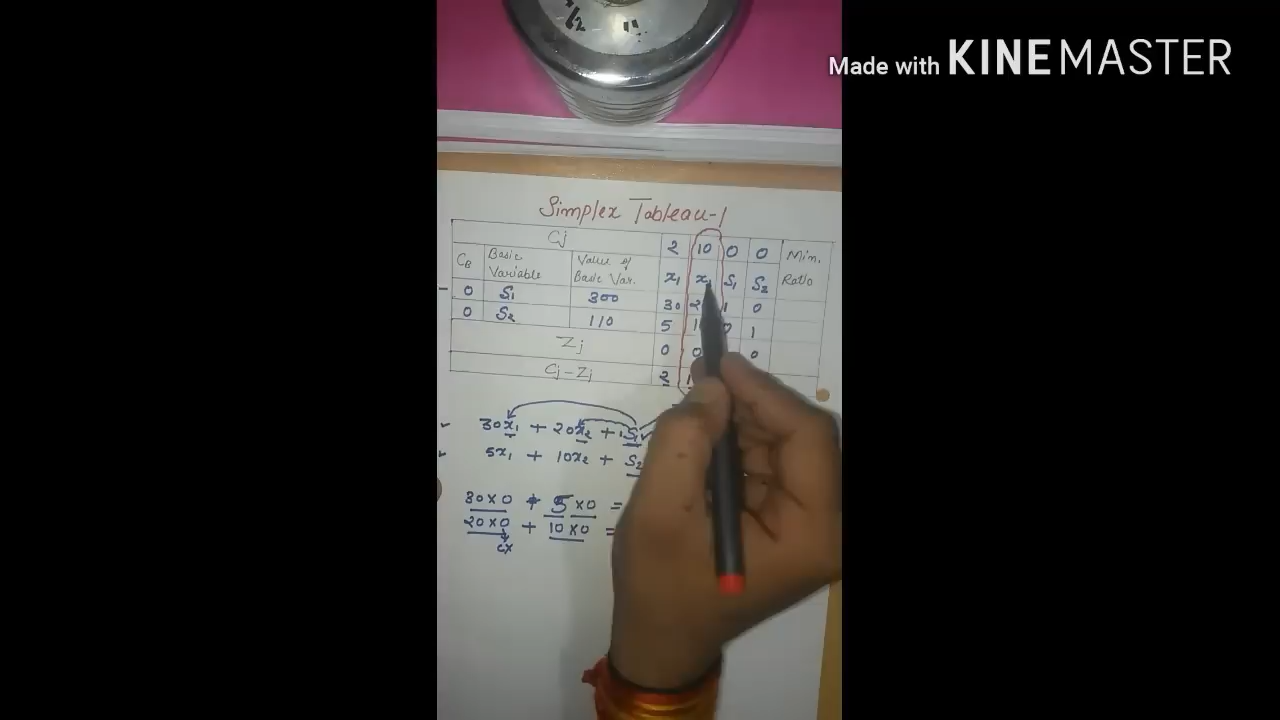 Made with KINEMASTER
Simplex Tableau-1
Cj 2 10 0 0 Min. Ratio
CB Basic Variable Value of Basic Var. x1 S1 S2
0 S1 300 30 1 0
0 S2 110 5 0 1
Zj 0 0 0
Cj-Zj 2
30x1 + 20x2 + 1S1
5x1 + 10x2 + S2
30×0 + 5×0 =
20×0 + 10×0 =